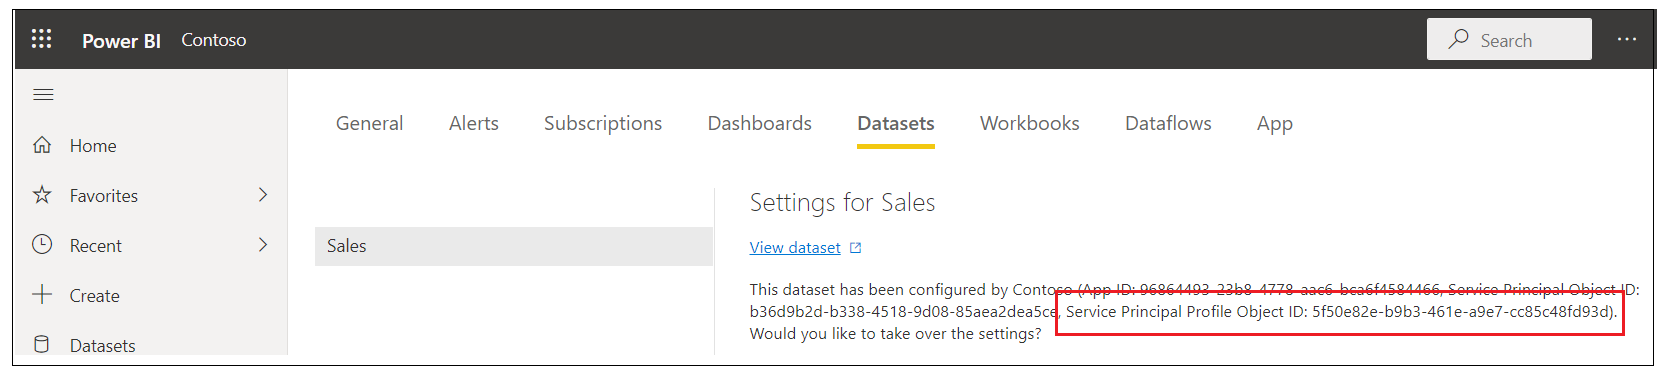 Power BI Contoso Search
General Alerts Subscriptions Dashboards Datasets Workbooks Dataflows App
Home
Favorites
Recent
Create
Datasets
Sales
Settings for Sales
View dataset
This dataset has been configured by Contoso (App ID: 96864493-23b8-4778-aac6-bca6f4584466, Service Principal Object ID:
b36d9b2d-b338-4518-9d08-85aea2dea5ce, Service Principal Profile Object ID: 5f50e82e-b9b3-461e-a9e7-cc85c48fd93d).
Would you like to take over the settings?